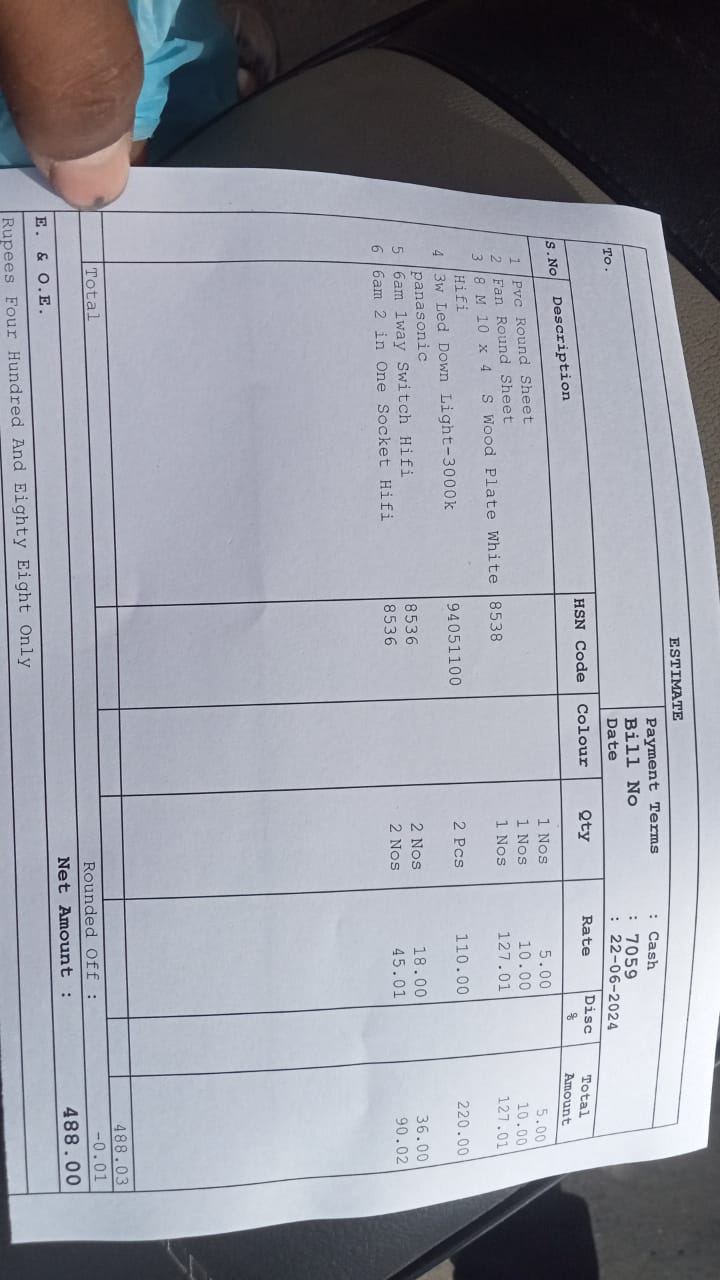 ESTIMATE
To.
Payment Terms : Cash
Bill No : 7059
Date : 22-06-2024
S.No Description HSN Code Colour Qty Rate Disc % Total Amount
1 Pvc Round Sheet 1 Nos 5.00 5.00
2 Fan Round Sheet 1 Nos 10.00 10.00
3 8 M 10 x 4 S Wood Plate White 8538 1 Nos 127.01 127.01
Hifi
4 3w Led Down Light-3000k 94051100 2 Pcs 110.00 220.00
panasonic
5 6am 1way Switch Hifi 8536 2 Nos 18.00 36.00
6 6am 2 in One Socket Hifi 8536 2 Nos 45.01 90.02
488.03
Total Rounded Off : -0.01
Net Amount : 488.00
E. & O.E.
Rupees Four Hundred And Eighty Eight Only